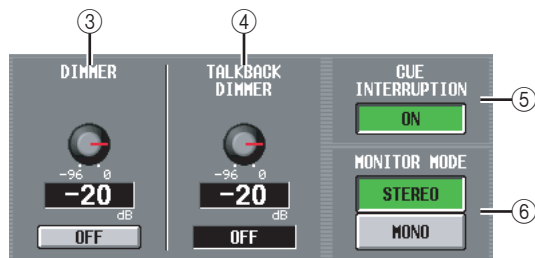 ③ ④
DIMMER
-96 0
-20
dB
OFF
TALKBACK
DIMMER
-96 0
-20
dB
OFF
CUE
INTERRUPTION
ON
⑤
MONITOR MODE
STEREO
MONO
⑥